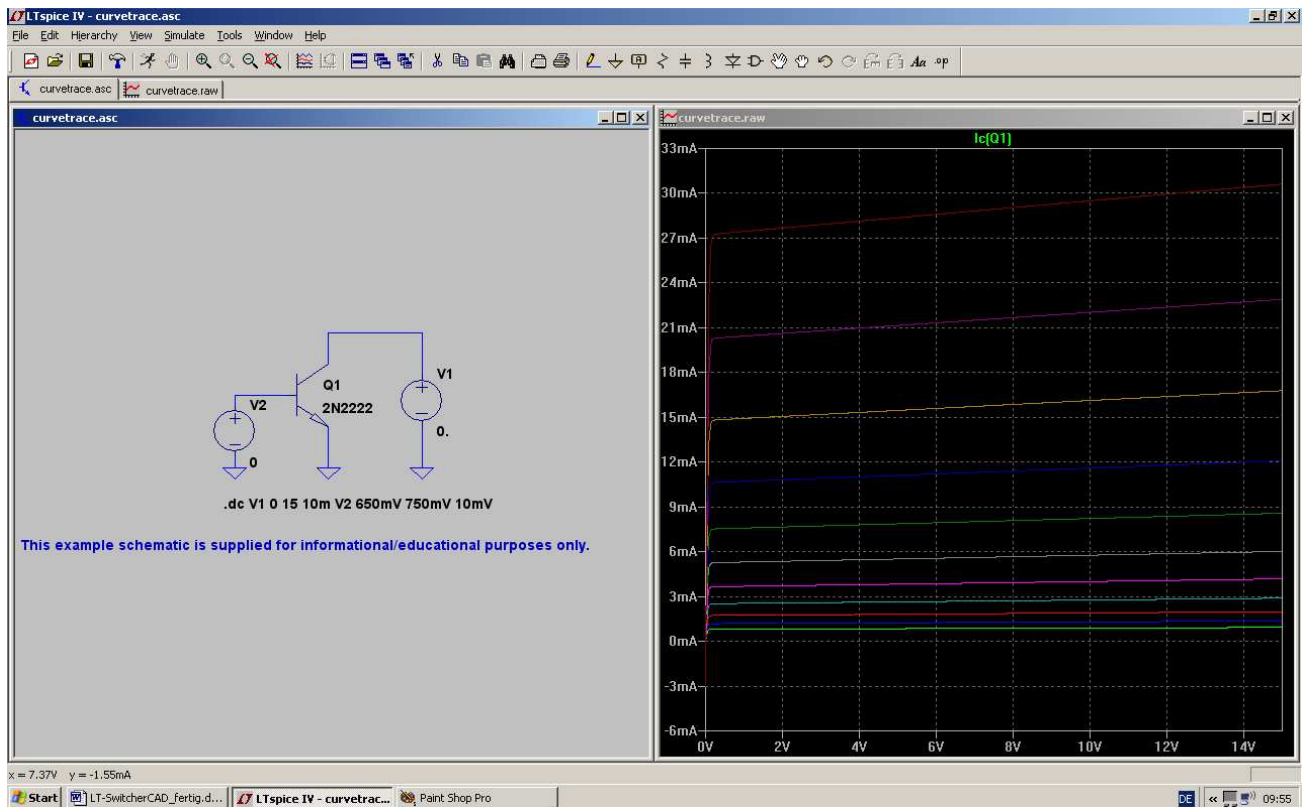 LTspice IV - curvetrace.asc
File Edit Hierarchy View Simulate Tools Window Help
curvetrace.asc curvetrace.raw
curvetrace.asc
V2
0
Q1
2N2222
V1
0.
.dc V1 0 15 10m V2 650mV 750mV 10mV
This example schematic is supplied for informational/educational purposes only.
curvetrace.raw
Ic(Q1)
33mA
30mA
27mA
24mA
21mA
18mA
15mA
12mA
9mA
6mA
3mA
0mA
-3mA
-6mA
0V 2V 4V 6V 8V 10V 12V 14V
x = 7.37V y = -1.55mA
Start LT-SwitcherCAD_fertig.d... LTspice IV - curvetrac... Paint Shop Pro DE « 09:55